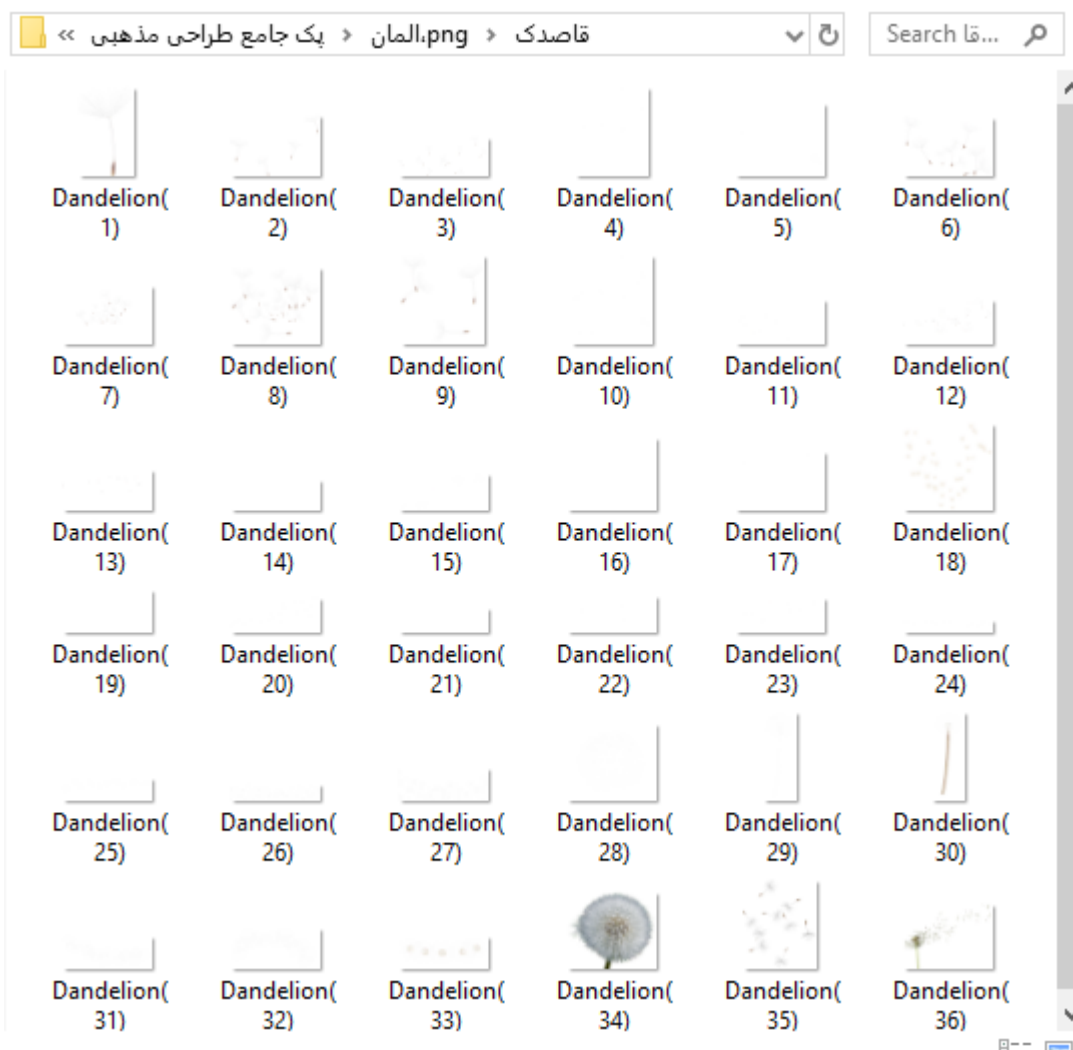 « پک جامع طراحی مذهبی › المان،png › قاصدک
Search قا...
Dandelion(1)
Dandelion(2)
Dandelion(3)
Dandelion(4)
Dandelion(5)
Dandelion(6)
Dandelion(7)
Dandelion(8)
Dandelion(9)
Dandelion(10)
Dandelion(11)
Dandelion(12)
Dandelion(13)
Dandelion(14)
Dandelion(15)
Dandelion(16)
Dandelion(17)
Dandelion(18)
Dandelion(19)
Dandelion(20)
Dandelion(21)
Dandelion(22)
Dandelion(23)
Dandelion(24)
Dandelion(25)
Dandelion(26)
Dandelion(27)
Dandelion(28)
Dandelion(29)
Dandelion(30)
Dandelion(31)
Dandelion(32)
Dandelion(33)
Dandelion(34)
Dandelion(35)
Dandelion(36)